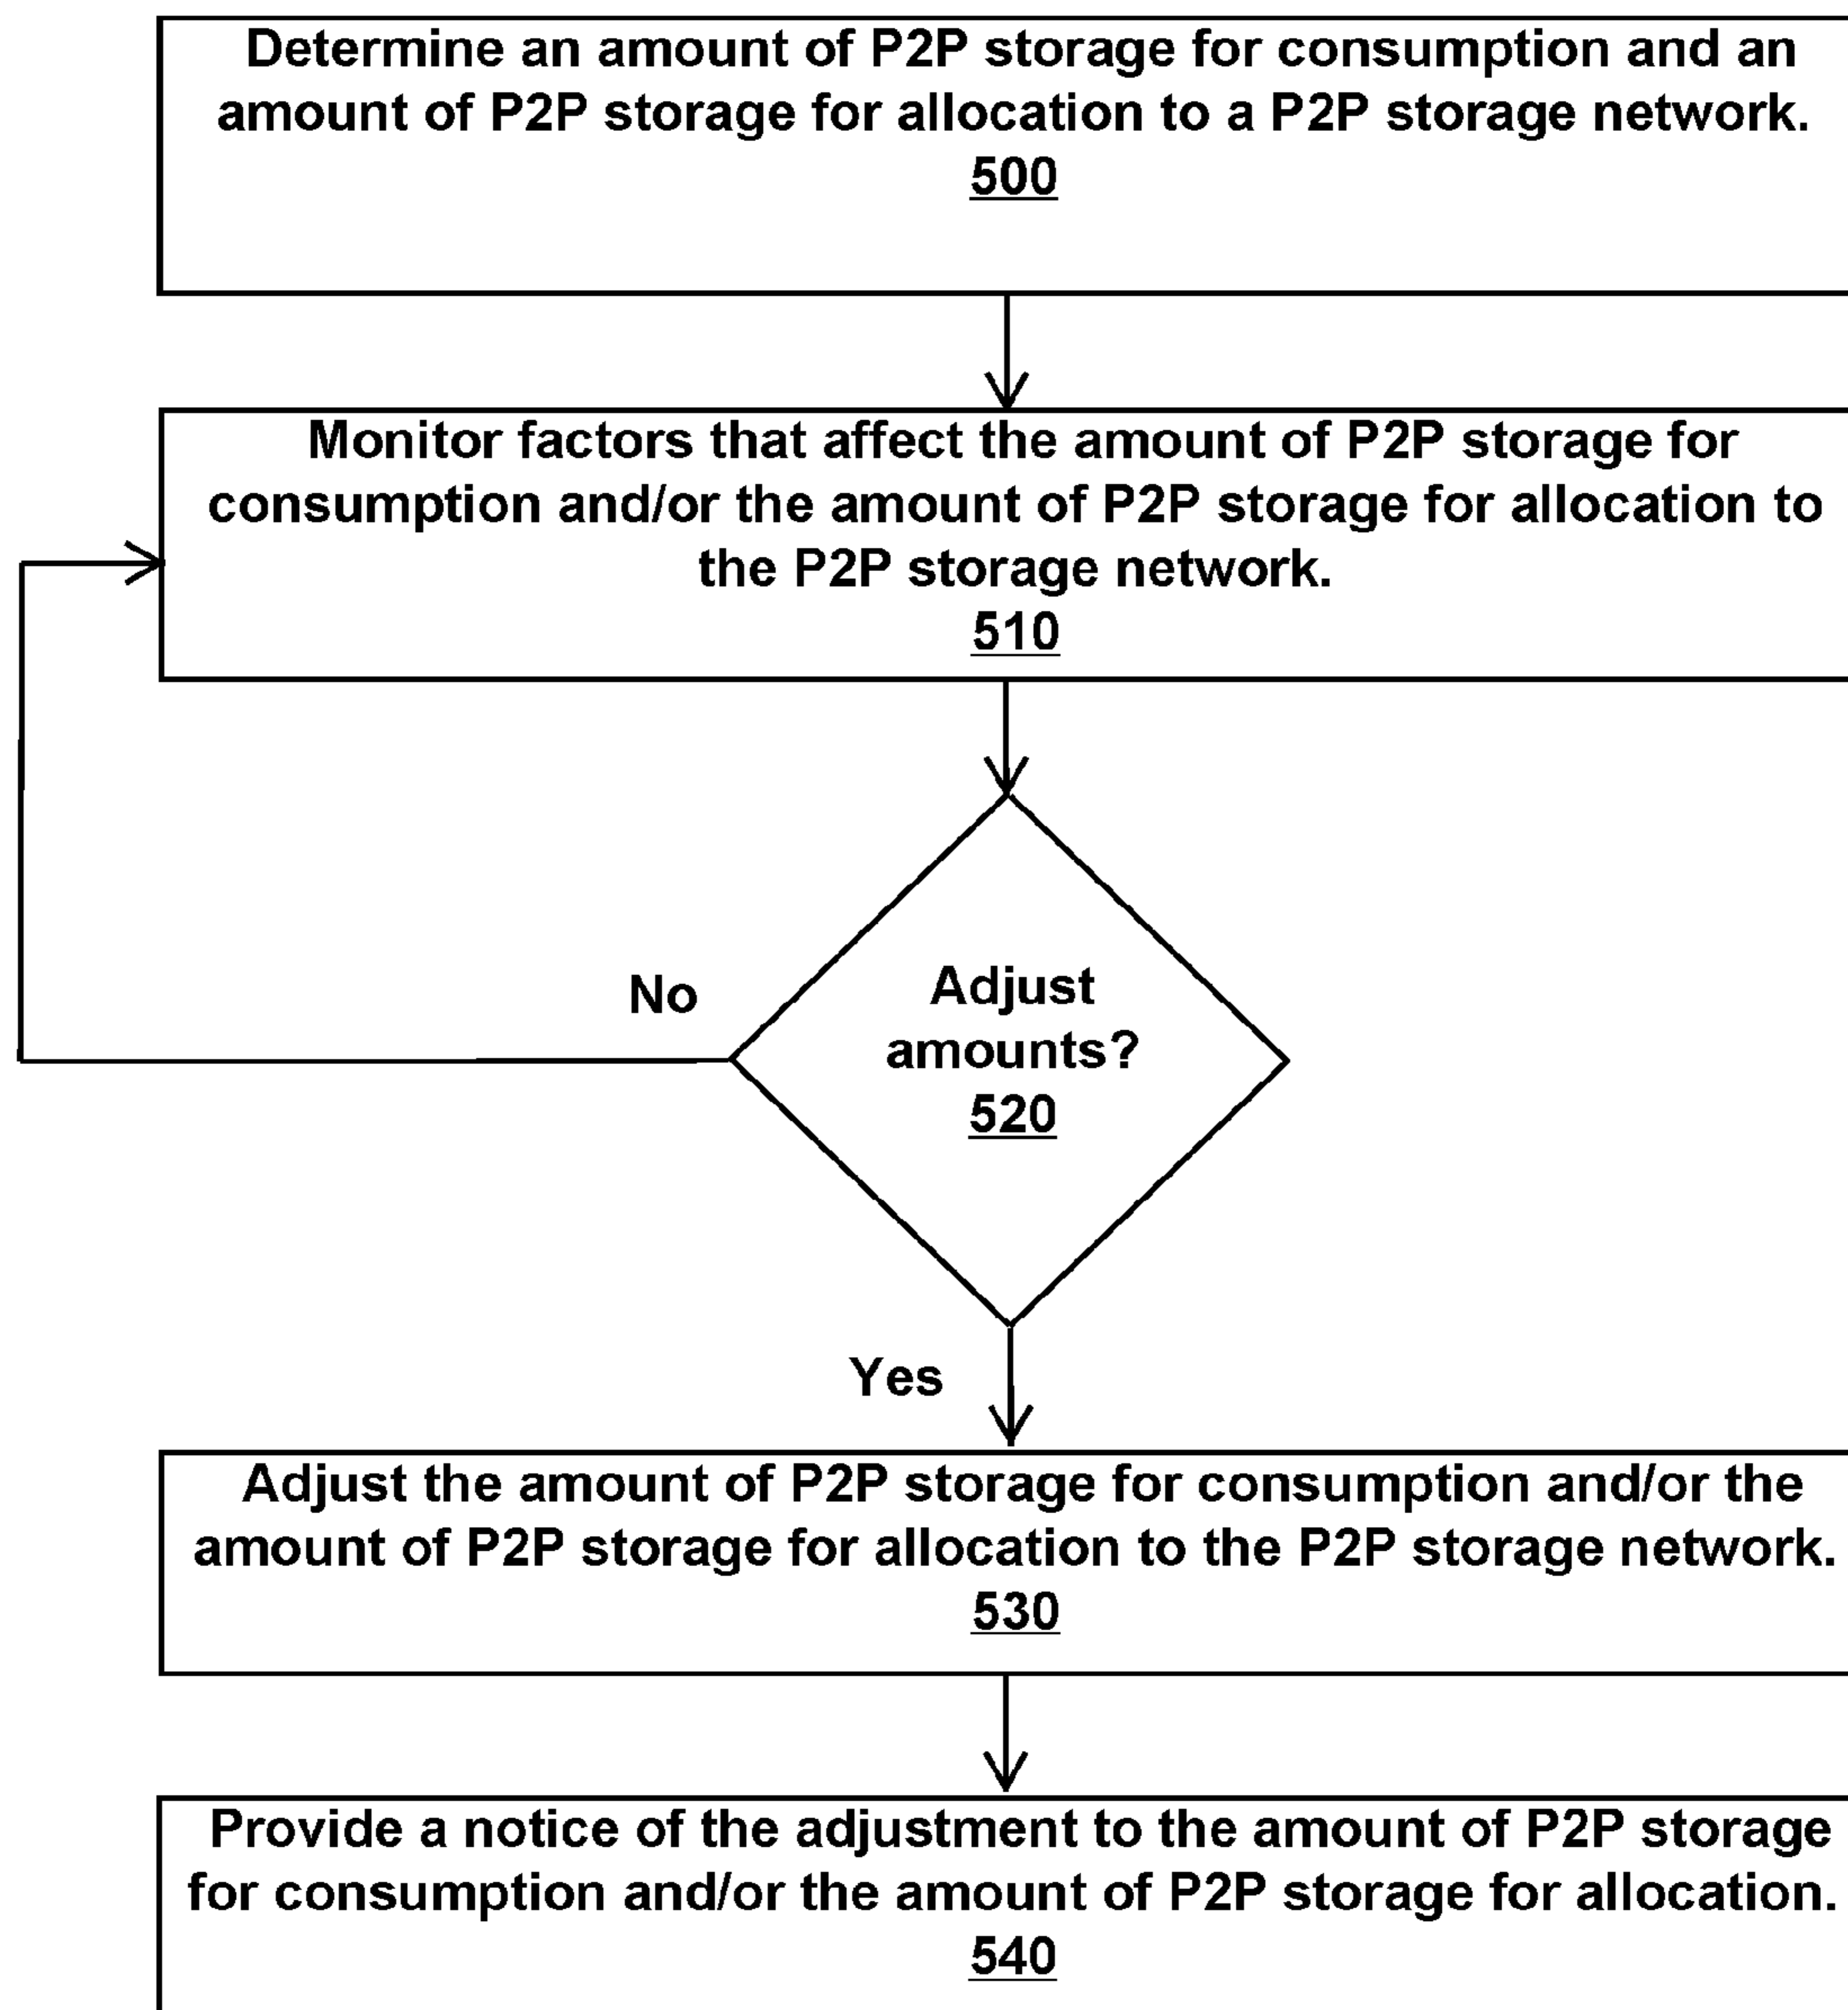 Determine an amount of P2P storage for consumption and an
amount of P2P storage for allocation to a P2P storage network.
500
Monitor factors that affect the amount of P2P storage for
consumption and/or the amount of P2P storage for allocation to
the P2P storage network.
510
Adjust
amounts?
520
No
Yes
Adjust the amount of P2P storage for consumption and/or the
amount of P2P storage for allocation to the P2P storage network.
530
Provide a notice of the adjustment to the amount of P2P storage
for consumption and/or the amount of P2P storage for allocation.
540